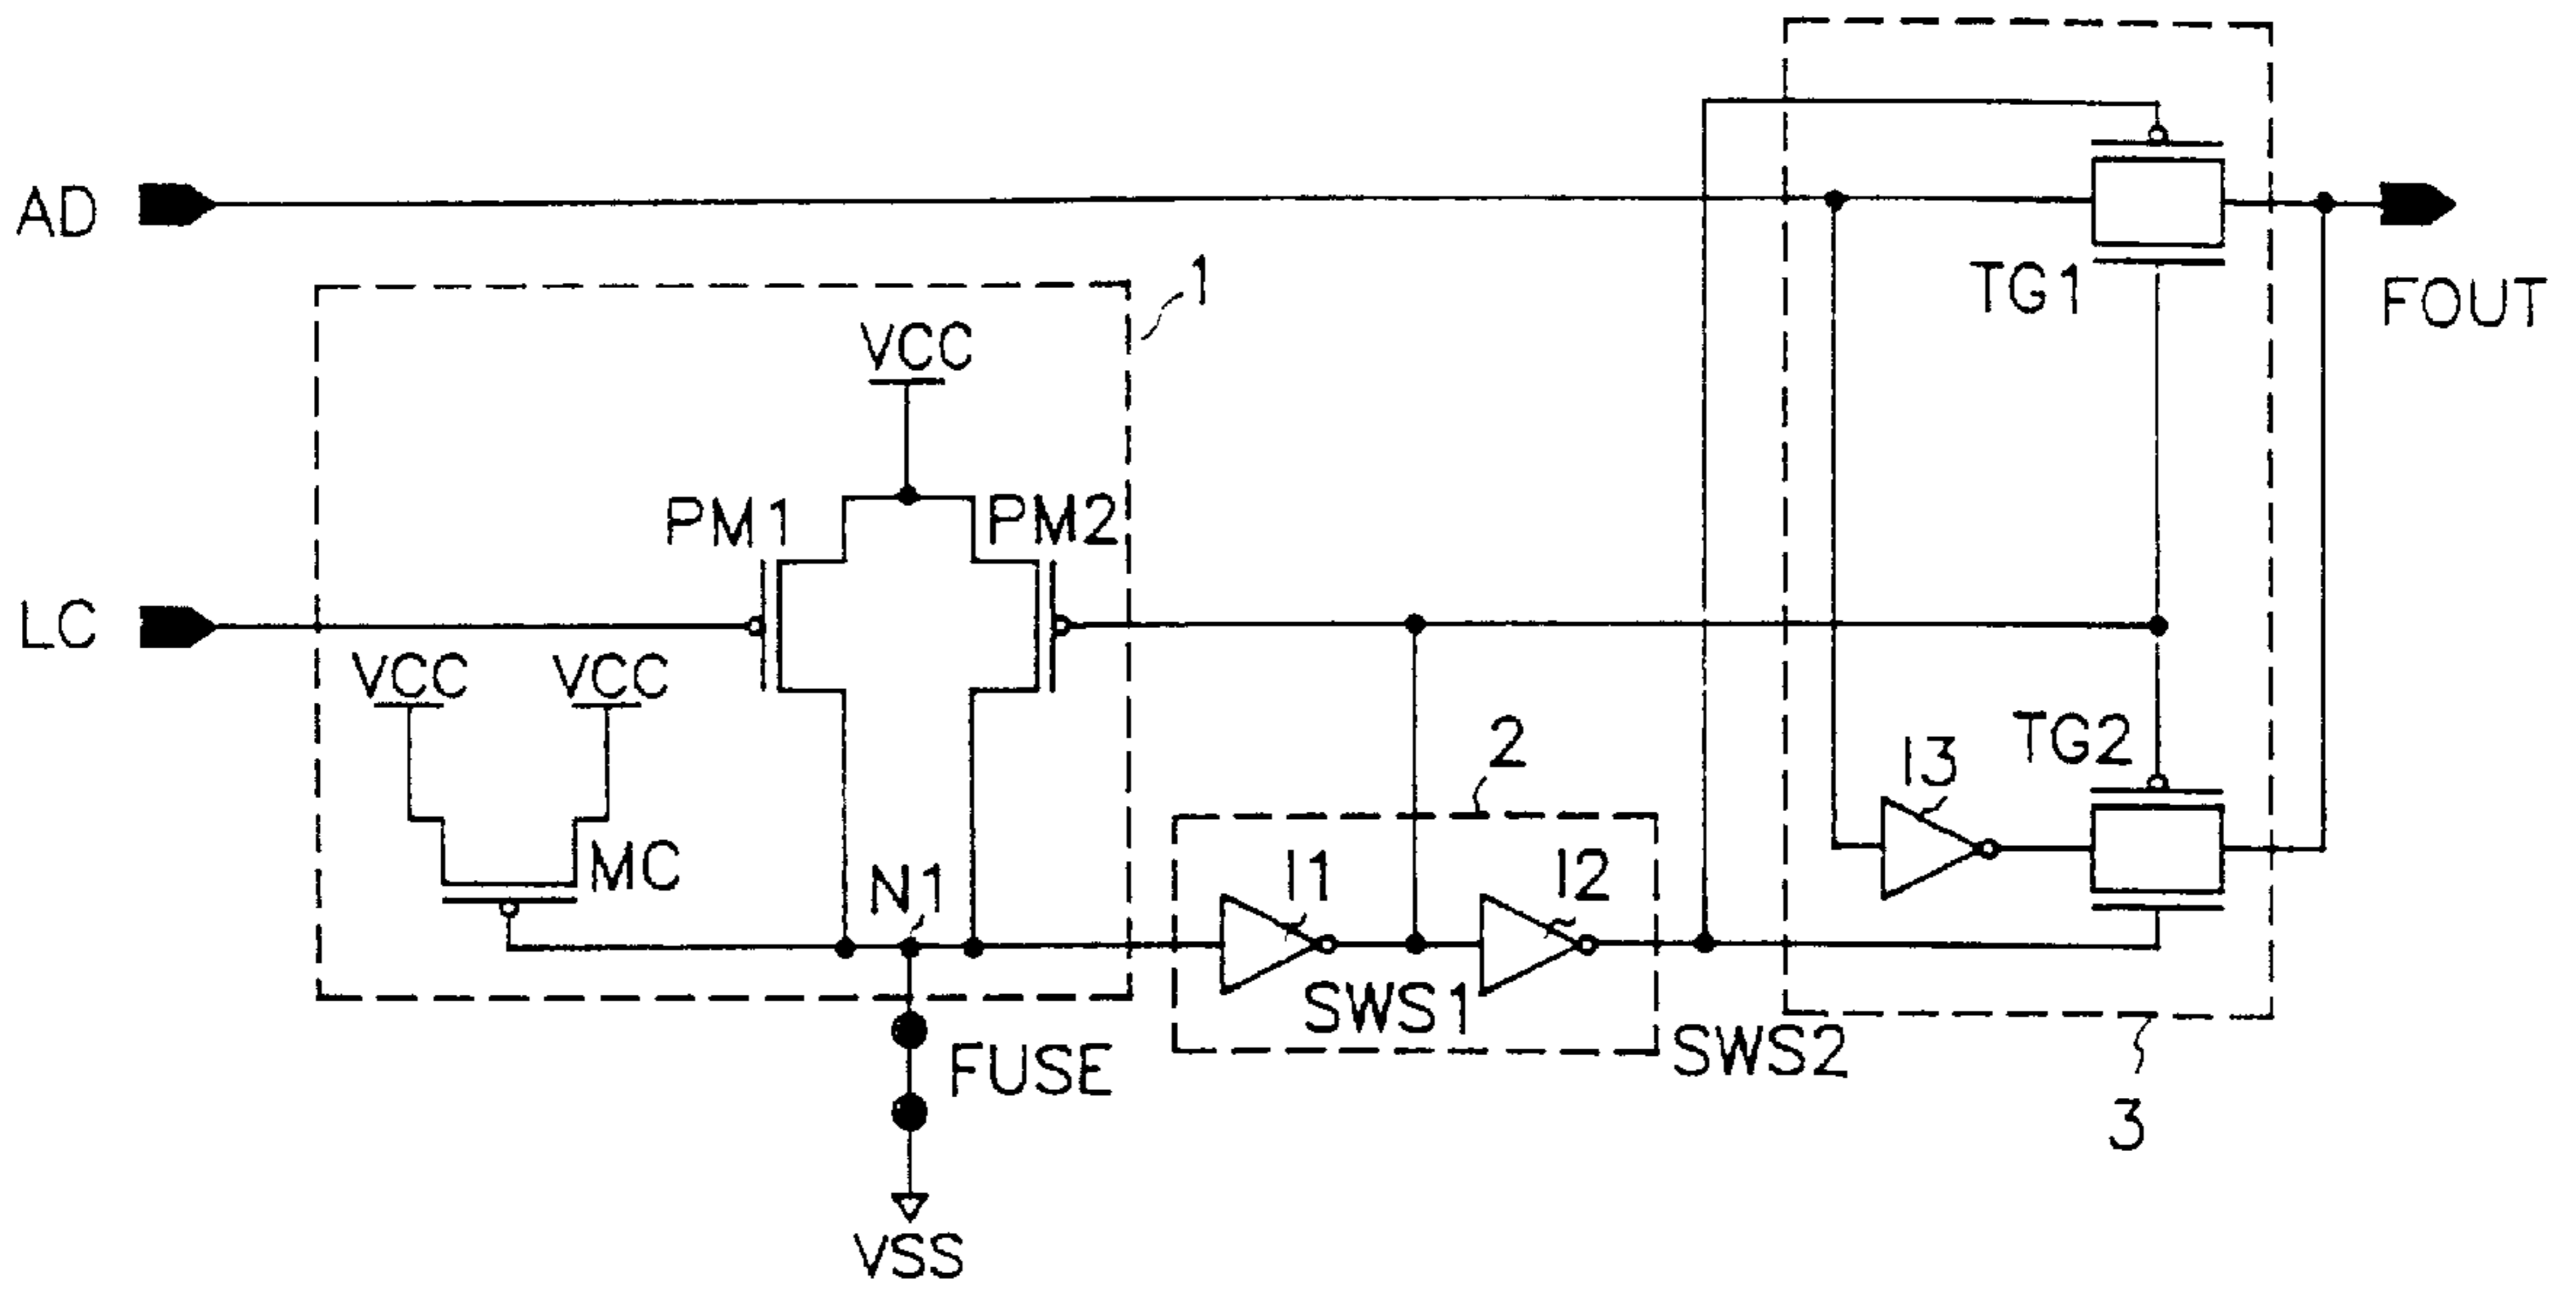 AD
1
TG1
FOUT
VCC
PM1
PM2
LC
VCC
VCC
2
TG2
I3
MC
N1
I1
I2
SWS1
SWS2
FUSE
3
VSS